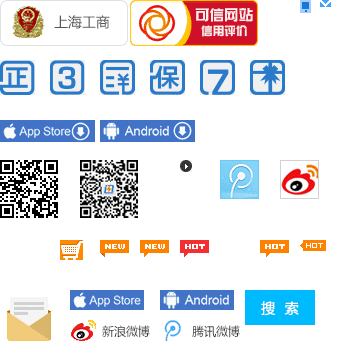 上海工商
可信网站
信用评价
正 3 三¥ 保 7
App Store Android
NEW NEW HOT HOT HOT
App Store Android
搜 索
新浪微博 腾讯微博